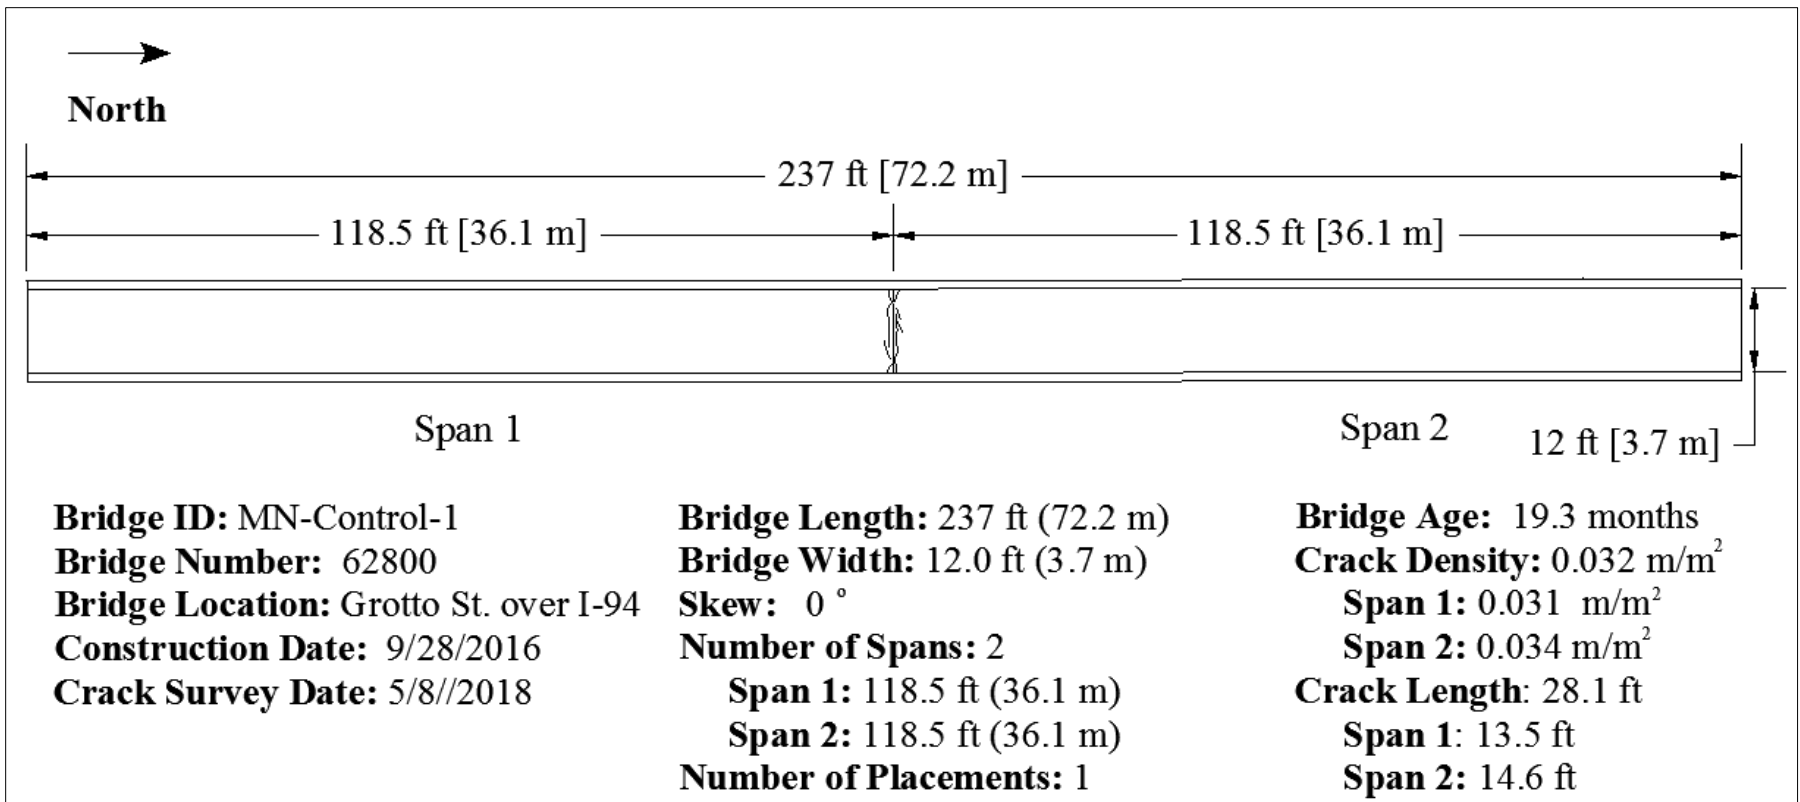 North
237 ft [72.2 m]
118.5 ft [36.1 m]
118.5 ft [36.1 m]
Span 1
Span 2
12 ft [3.7 m]
Bridge ID: MN-Control-1
Bridge Number: 62800
Bridge Location: Grotto St. over I-94
Construction Date: 9/28/2016
Crack Survey Date: 5/8//2018
Bridge Length: 237 ft (72.2 m)
Bridge Width: 12.0 ft (3.7 m)
Skew: 0 °
Number of Spans: 2
Span 1: 118.5 ft (36.1 m)
Span 2: 118.5 ft (36.1 m)
Number of Placements: 1
Bridge Age: 19.3 months
Crack Density: 0.032 m/m²
Span 1: 0.031 m/m²
Span 2: 0.034 m/m²
Crack Length: 28.1 ft
Span 1: 13.5 ft
Span 2: 14.6 ft